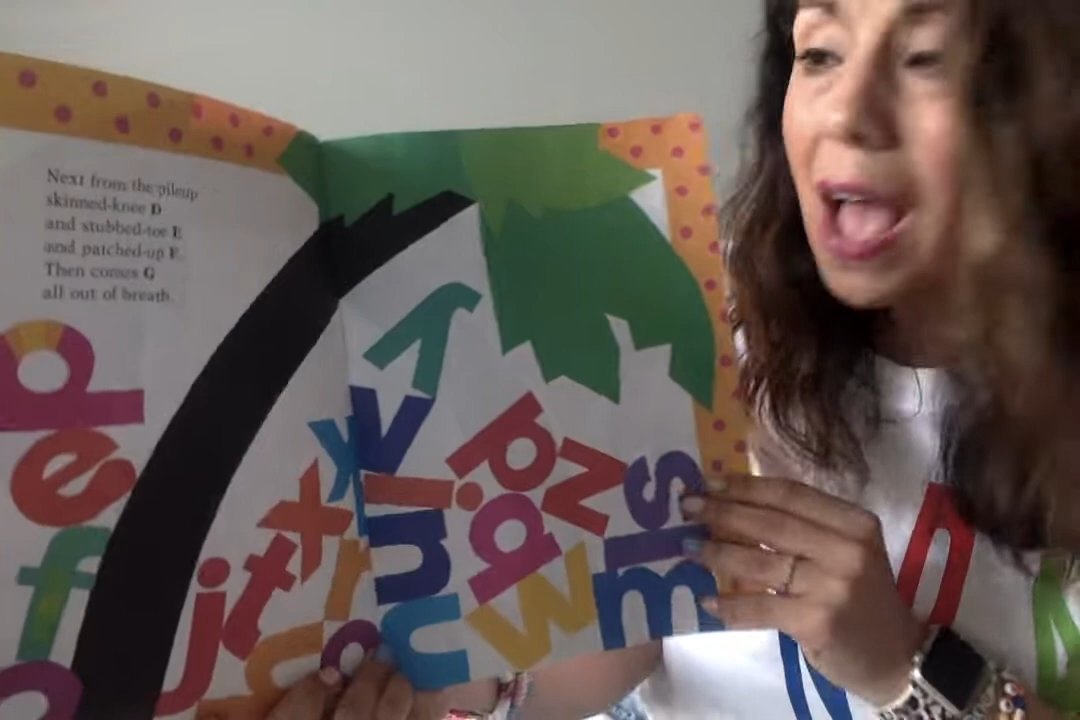 Next from the pileup
skinned-knee D
and stubbed-toe E
and patched-up F.
Then comes G
all out of breath.
d
e
f
j
t
x
r
k
v
y
i
n
u
p
q
z
w
s
l
m